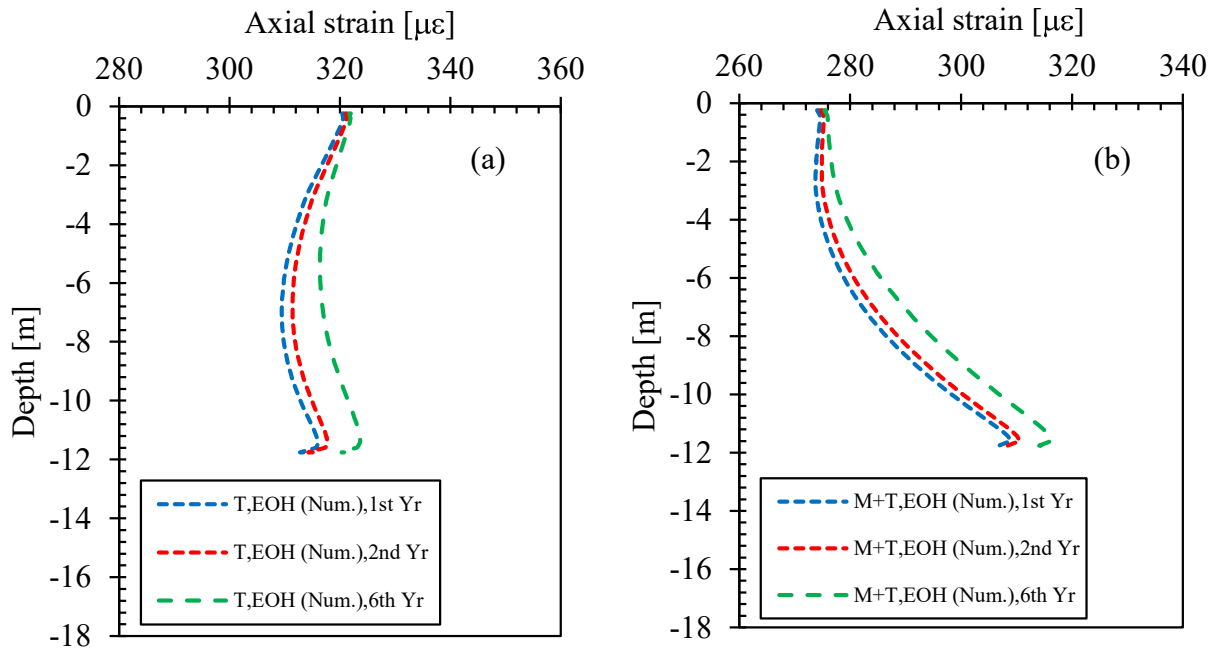 Axial strain [με]
280 300 320 340 360
0
-2
-4
-6
-8
-10
-12
-14
-16
-18
Depth [m]
(a)
T,EOH (Num.),1st Yr
T,EOH (Num.),2nd Yr
T,EOH (Num.),6th Yr
Axial strain [με]
260 280 300 320 340
0
-2
-4
-6
-8
-10
-12
-14
-16
-18
Depth [m]
(b)
M+T,EOH (Num.),1st Yr
M+T,EOH (Num.),2nd Yr
M+T,EOH (Num.),6th Yr